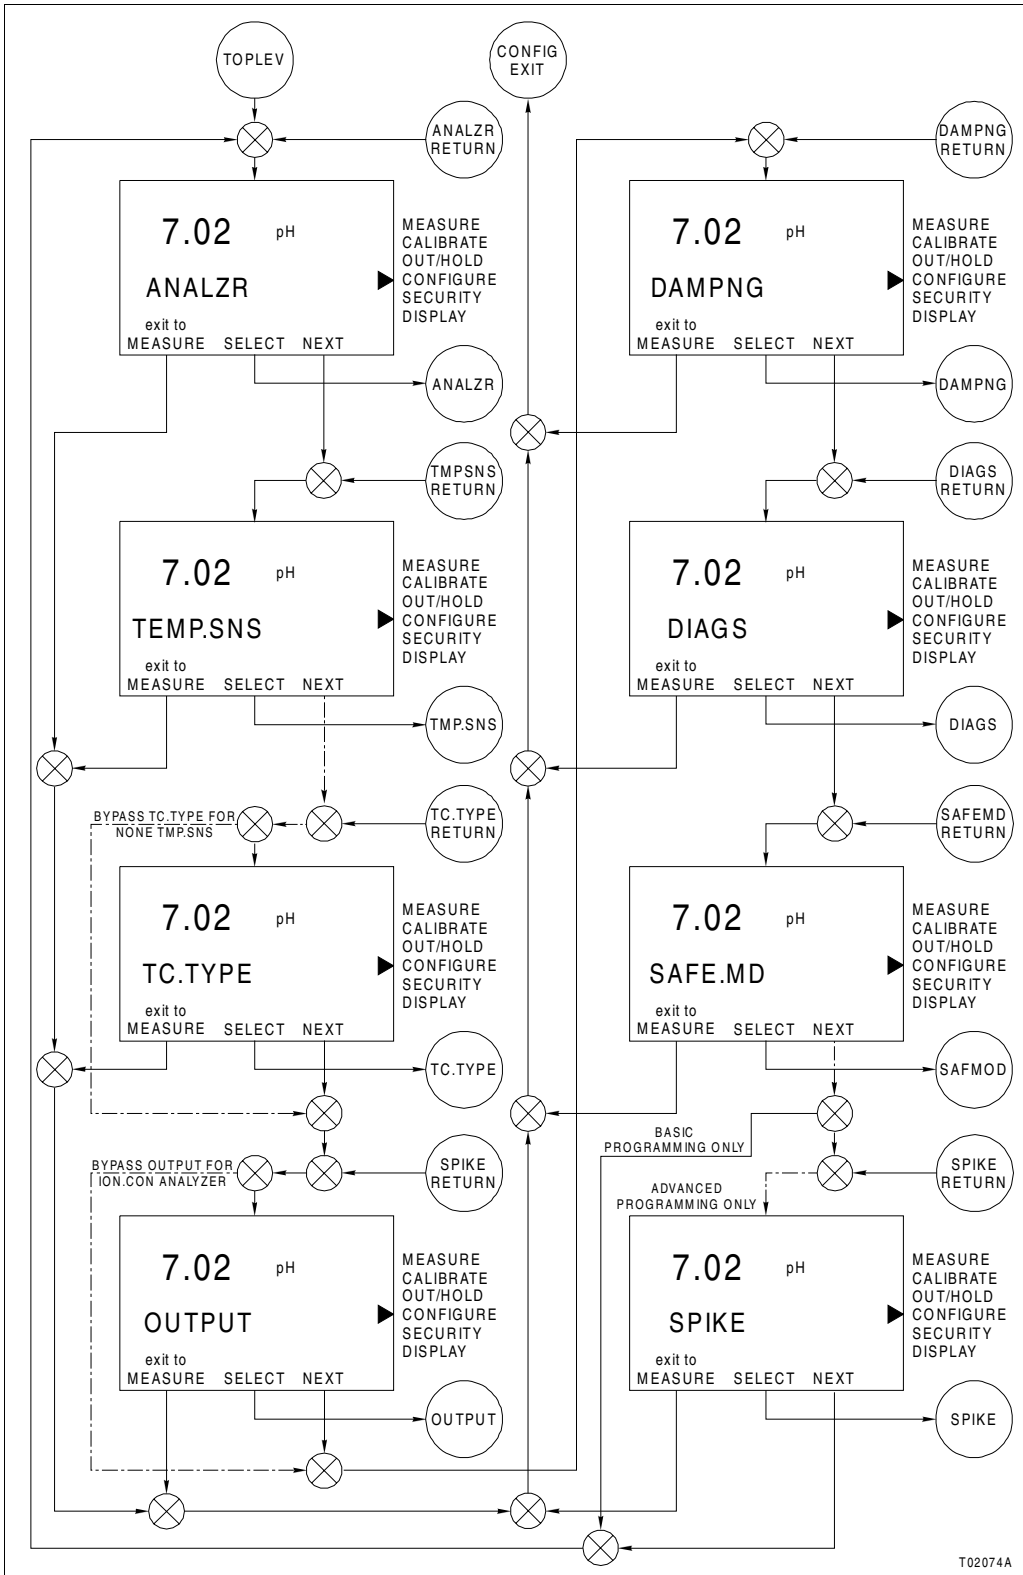 TOPLEV
CONFIG
EXIT
ANALZR
RETURN
DAMPNG
RETURN
7.02 pH
ANALZR
exit to
MEASURE SELECT NEXT
MEASURE
CALIBRATE
OUT/HOLD
CONFIGURE
SECURITY
DISPLAY
7.02 pH
DAMPNG
exit to
MEASURE SELECT NEXT
MEASURE
CALIBRATE
OUT/HOLD
CONFIGURE
SECURITY
DISPLAY
ANALZR
DAMPNG
TMPSNS
RETURN
DIAGS
RETURN
7.02 pH
TEMP.SNS
exit to
MEASURE SELECT NEXT
MEASURE
CALIBRATE
OUT/HOLD
CONFIGURE
SECURITY
DISPLAY
7.02 pH
DIAGS
exit to
MEASURE SELECT NEXT
MEASURE
CALIBRATE
OUT/HOLD
CONFIGURE
SECURITY
DISPLAY
TMP.SNS
DIAGS
BYPASS TC.TYPE FOR
NONE TMP.SNS
TC.TYPE
RETURN
SAFEMD
RETURN
7.02 pH
TC.TYPE
exit to
MEASURE SELECT NEXT
MEASURE
CALIBRATE
OUT/HOLD
CONFIGURE
SECURITY
DISPLAY
7.02 pH
SAFE.MD
exit to
MEASURE SELECT NEXT
MEASURE
CALIBRATE
OUT/HOLD
CONFIGURE
SECURITY
DISPLAY
TC.TYPE
SAFMOD
BASIC
PROGRAMMING ONLY
BYPASS OUTPUT FOR
ION.CON ANALYZER
SPIKE
RETURN
SPIKE
RETURN
ADVANCED
PROGRAMMING ONLY
7.02 pH
OUTPUT
exit to
MEASURE SELECT NEXT
MEASURE
CALIBRATE
OUT/HOLD
CONFIGURE
SECURITY
DISPLAY
7.02 pH
SPIKE
exit to
MEASURE SELECT NEXT
MEASURE
CALIBRATE
OUT/HOLD
CONFIGURE
SECURITY
DISPLAY
OUTPUT
SPIKE
T02074A